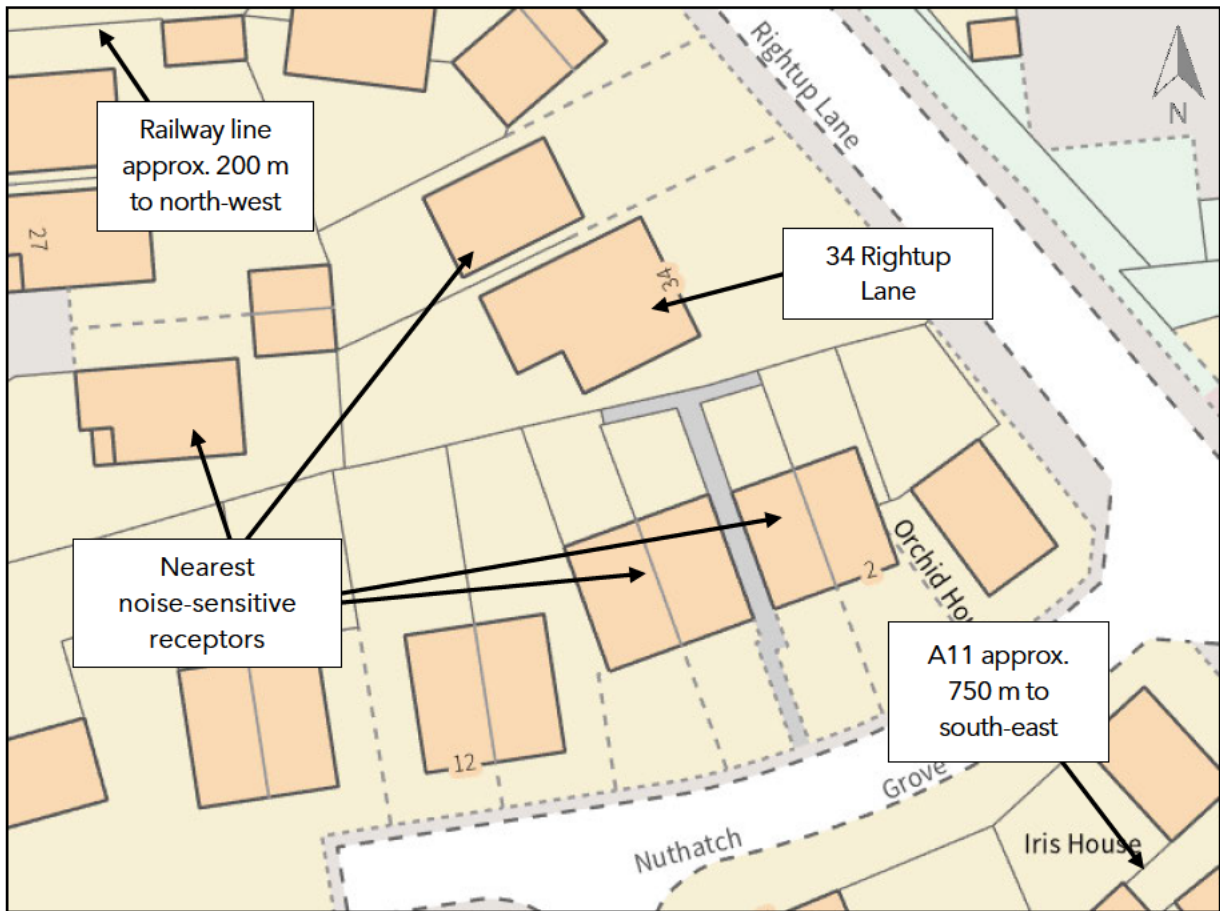 Rightup Lane
N
Railway line
approx. 200 m
to north-west
27
34 Rightup
Lane
34
Nearest
noise-sensitive
receptors
2
Orchid Hou
A11 approx.
750 m to
south-east
12
Grove
Nuthatch
Iris House